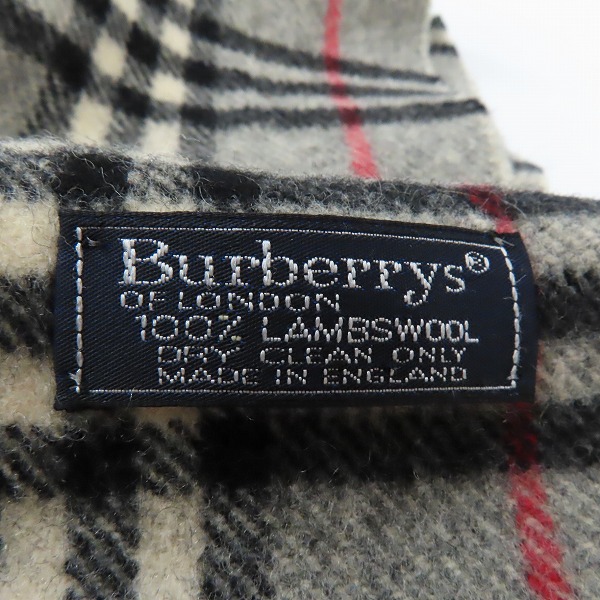 Burberrys®
OF LONDON
100% LAMBSWOOL
DRY CLEAN ONLY
MADE IN ENGLAND